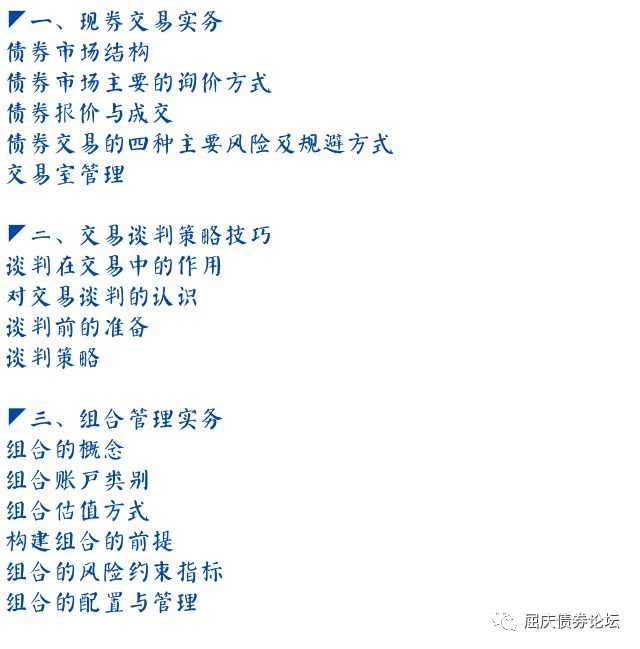 一、现券交易实务
债券市场结构
债券市场主要的询价方式
债券报价与成交
债券交易的四种主要风险及规避方式
交易室管理
二、交易谈判策略技巧
谈判在交易中的作用
对交易谈判的认识
谈判前的准备
谈判策略
三、组合管理实务
组合的概念
组合账户类别
组合估值方式
构建组合的前提
组合的风险约束指标
组合的配置与管理
屈庆债券论坛